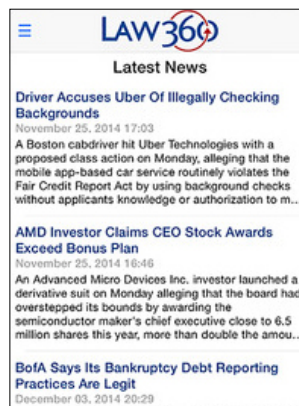 LAW360
Latest News
Driver Accuses Uber Of Illegally Checking
Backgrounds
November 25, 2014 17:03
A Boston cabdriver hit Uber Technologies with a
proposed class action on Monday, alleging that the
mobile app-based car service routinely violates the
Fair Credit Report Act by using background checks
without applicants knowledge or authorization to m...
AMD Investor Claims CEO Stock Awards
Exceed Bonus Plan
November 25, 2014 16:46
An Advanced Micro Devices Inc. investor launched a
derivative suit on Monday alleging that the board had
overstepped its bounds by awarding the
semiconductor maker's chief executive close to 6.5
million shares this year, more than double the amou...
BofA Says Its Bankruptcy Debt Reporting
Practices Are Legit
December 03, 2014 20:29